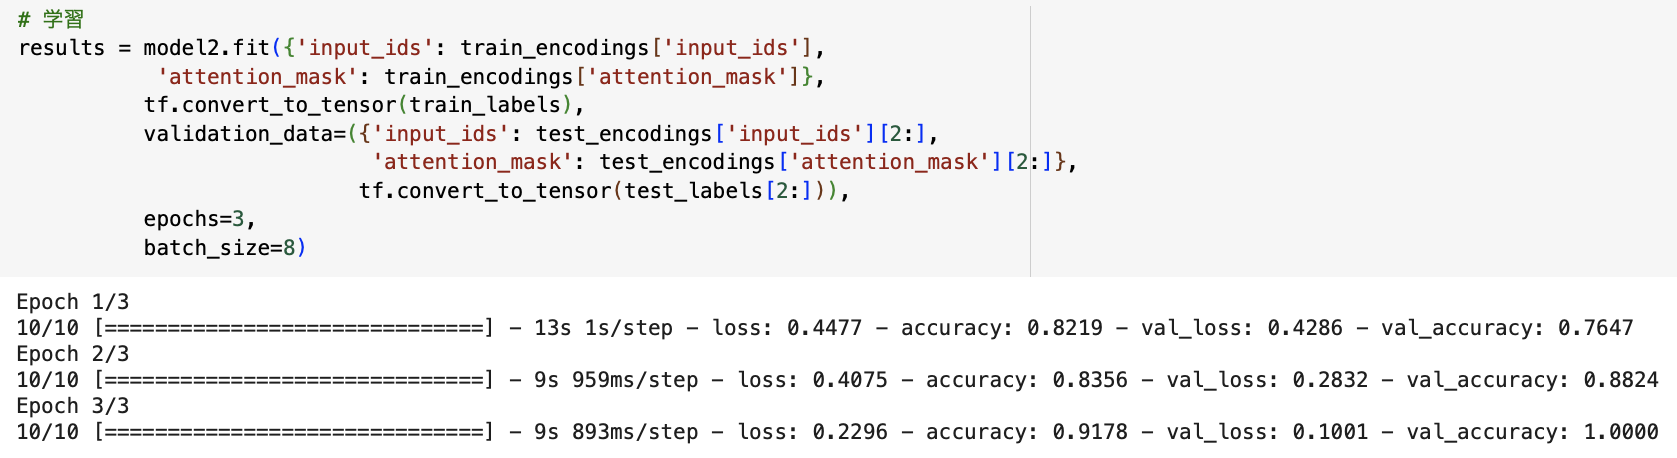 # 学習
results = model2.fit({'input_ids': train_encodings['input_ids'],
'attention_mask': train_encodings['attention_mask']},
tf.convert_to_tensor(train_labels),
validation_data=({'input_ids': test_encodings['input_ids'][2:],
'attention_mask': test_encodings['attention_mask'][2:]},
tf.convert_to_tensor(test_labels[2:])),
epochs=3,
batch_size=8)
Epoch 1/3
10/10 [==============================] - 13s 1s/step - loss: 0.4477 - accuracy: 0.8219 - val_loss: 0.4286 - val_accuracy: 0.7647
Epoch 2/3
10/10 [==============================] - 9s 959ms/step - loss: 0.4075 - accuracy: 0.8356 - val_loss: 0.2832 - val_accuracy: 0.8824
Epoch 3/3
10/10 [==============================] - 9s 893ms/step - loss: 0.2296 - accuracy: 0.9178 - val_loss: 0.1001 - val_accuracy: 1.0000